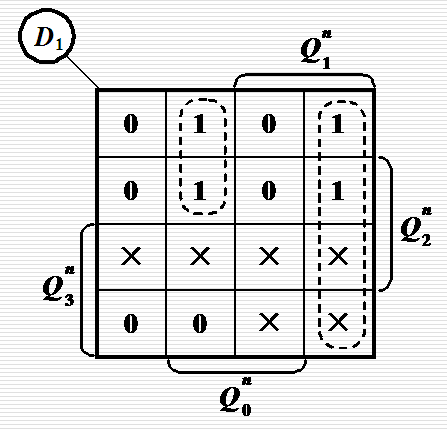 D₁
Q₁ⁿ
0 1 0 1
0 1 0 1
Q₂ⁿ
× × × ×
Q₃ⁿ
0 0 × ×
Q₀ⁿ